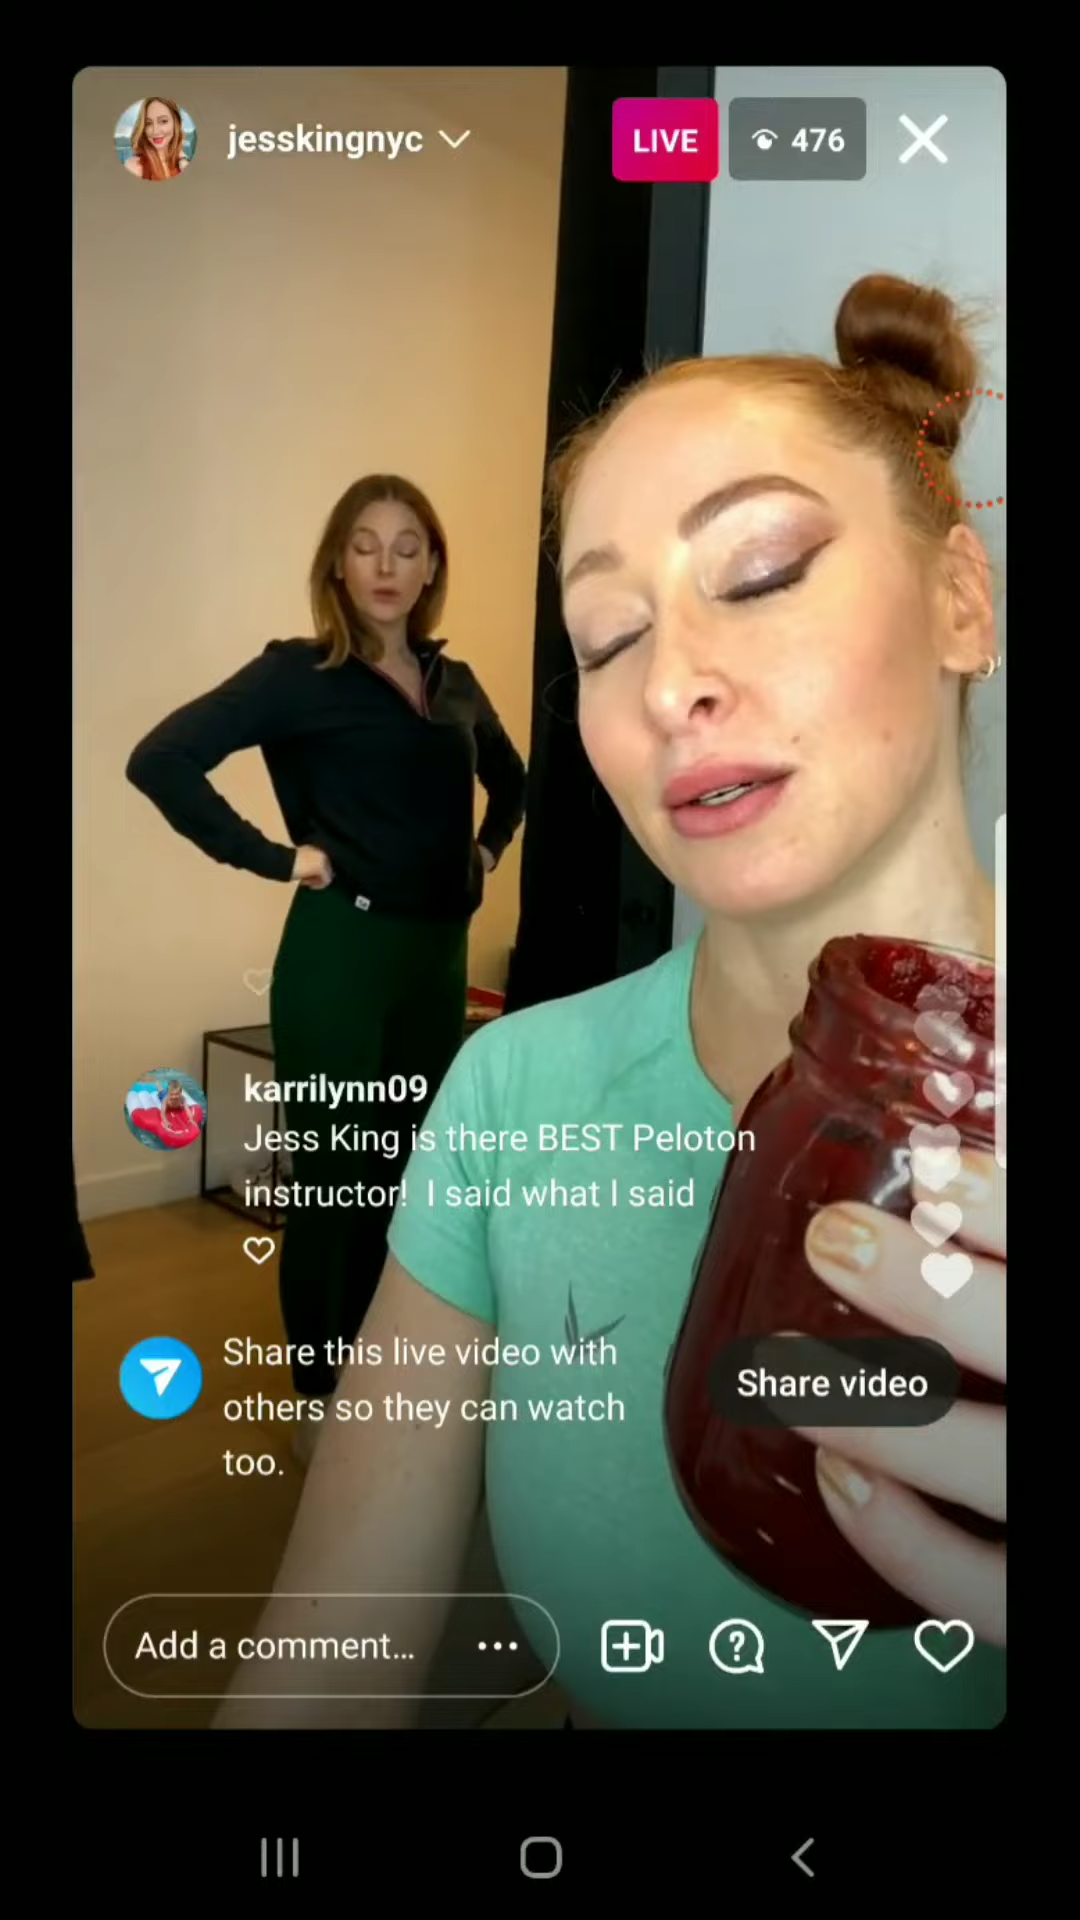 jesskingnyc
LIVE
476
karrilynn09
Jess King is there BEST Peloton
instructor!  I said what I said
Share this live video with
others so they can watch
too.
Share video
Add a comment...